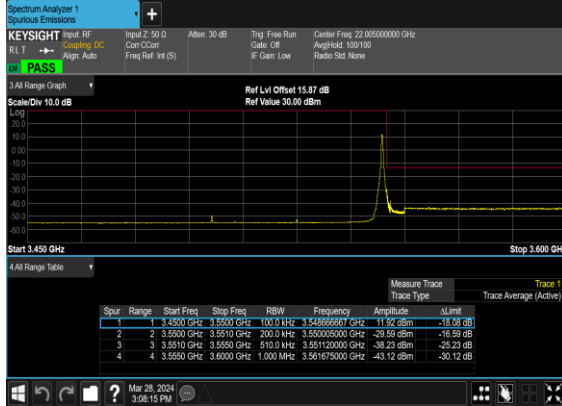 Spectrum Analyzer 1
Spurious Emissions
+
KEYSIGHT Input: RF Input Z: 50 Ω Atten: 30 dB Trig: Free Run Center Freq: 22.005000000 GHz
RLT Coupling: DC Corr CCorr Gate: Off Avg|Hold: 100/100
Align: Auto Freq Ref: Int (S) IF Gain: Low Radio Std: None
PASS
3 All Range Graph
Ref Lvl Offset 15.87 dB
Scale/Div 10.0 dB Ref Value 30.00 dBm
Log
20.0
10.0
0.00
-10.0
-20.0
-30.0
-40.0
-50.0
-60.0
Start 3.450 GHz Stop 3.600 GH
4 All Range Table
Measure Trace Trace 1
Trace Type Trace Average (Active)
Spur Range Start Freq Stop Freq RBW Frequency Amplitude ΔLimit
1 1 3.4500 GHz 3.5500 GHz 100.0 kHz 3.548666667 GHz 11.92 dBm -18.08 dB
2 2 3.5500 GHz 3.5510 GHz 200.0 kHz 3.550005000 GHz -29.59 dBm -16.59 dB
3 3 3.5510 GHz 3.5550 GHz 510.0 kHz 3.551120000 GHz -38.23 dBm -25.23 dB
4 4 3.5550 GHz 3.6000 GHz 1.000 MHz 3.561675000 GHz -43.12 dBm -30.12 dB
? Mar 28, 2024
3:08:15 PM